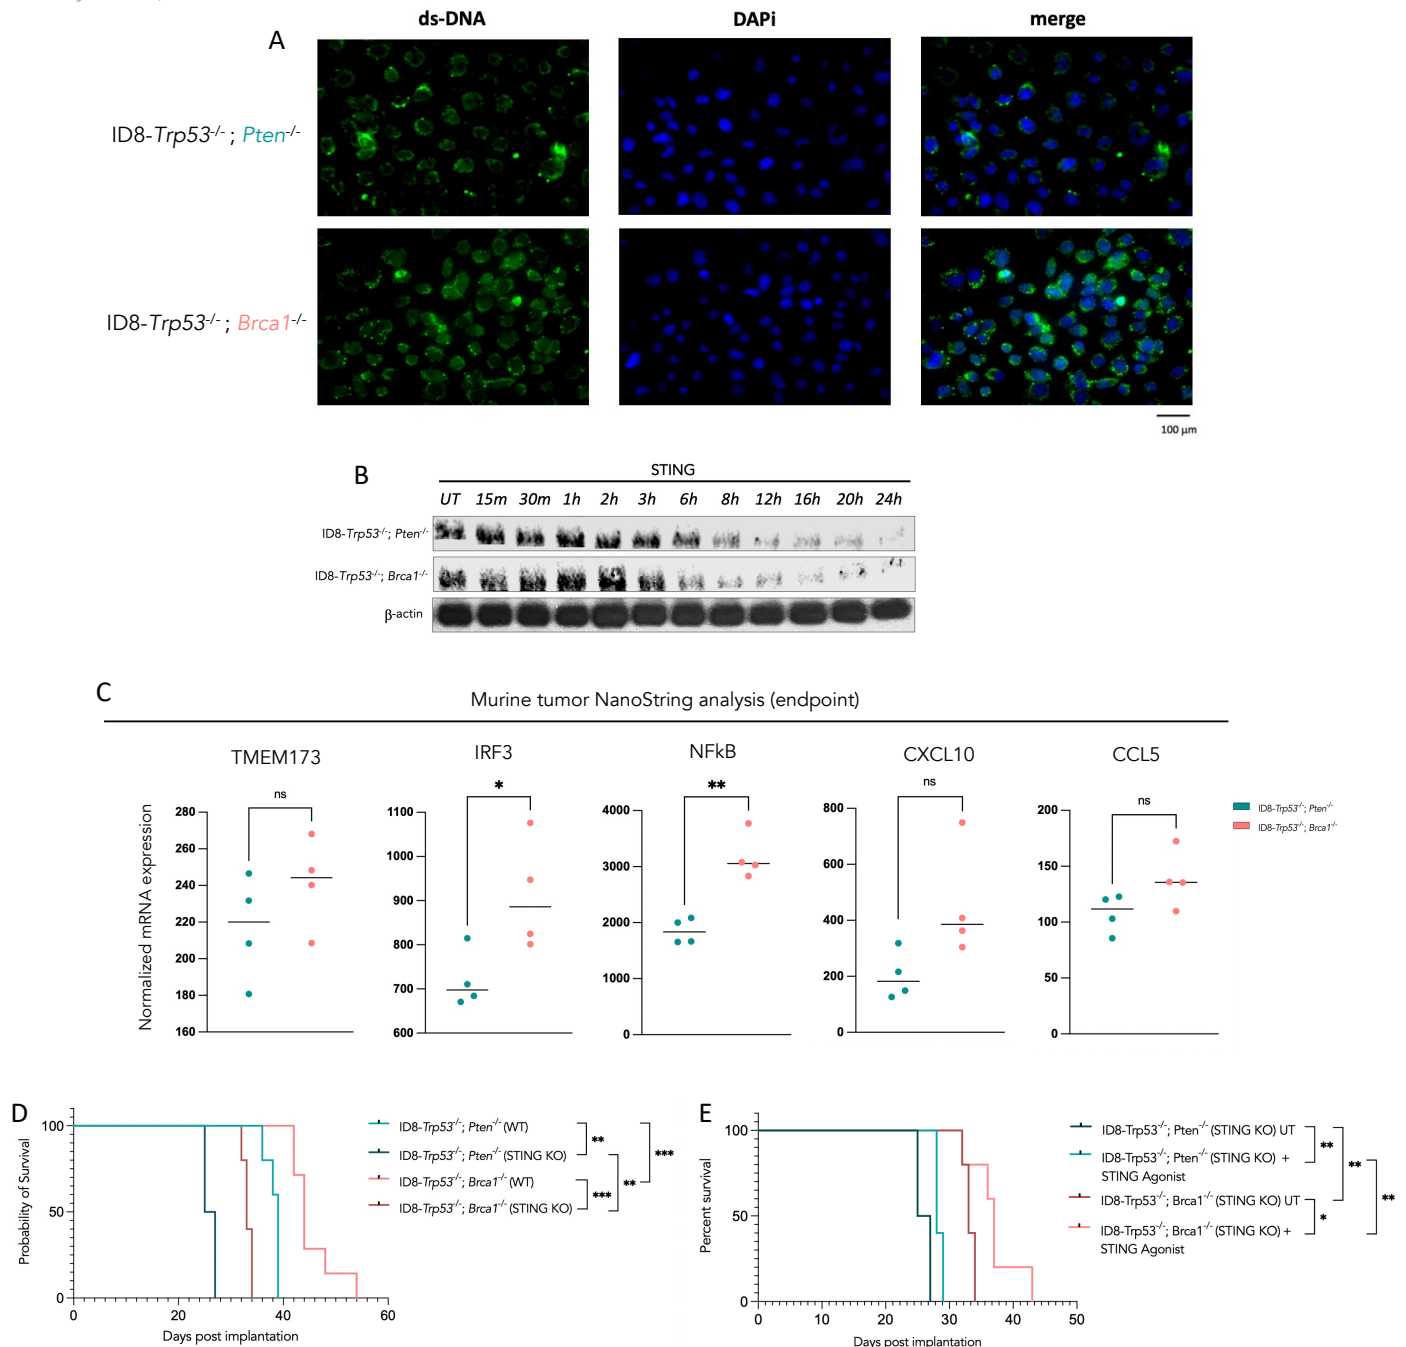 ds-DNA DAPi merge
A
ID8-Trp53-/- ; Pten-/-
ID8-Trp53-/- ; Brca1-/-
100 µm
B
STING
UT 15m 30m 1h 2h 3h 6h 8h 12h 16h 20h 24h
ID8-Trp53-/-; Pten-/-
ID8-Trp53-/-; Brca1-/-
β-actin
C
Murine tumor NanoString analysis (endpoint)
TMEM173 IRF3 NFkB CXCL10 CCL5
Normalized mRNA expression
ns
280
260
240
220
200
180
160
*
1100
1000
900
800
700
600
**
4000
3000
2000
1000
0
ns
800
600
400
200
0
ns
200
150
100
50
0
ID8-Trp53-/-; Pten-/-
ID8-Trp53-/-; Brca1-/-
D
Probability of Survival
100
50
0
0 20 40 60
Days post implantation
ID8-Trp53-/-; Pten-/- (WT)
ID8-Trp53-/-; Pten-/- (STING KO)
ID8-Trp53-/-; Brca1-/- (WT)
ID8-Trp53-/-; Brca1-/- (STING KO)
**
***
**
***
E
Percent survival
100
50
0
0 10 20 30 40 50
Days post implantation
ID8-Trp53-/-; Pten-/- (STING KO) UT
ID8-Trp53-/-; Pten-/- (STING KO) +
STING Agonist
ID8-Trp53-/-; Brca1-/- (STING KO) UT
ID8-Trp53-/-; Brca1-/- (STING KO) +
STING Agonist
**
*
**
**